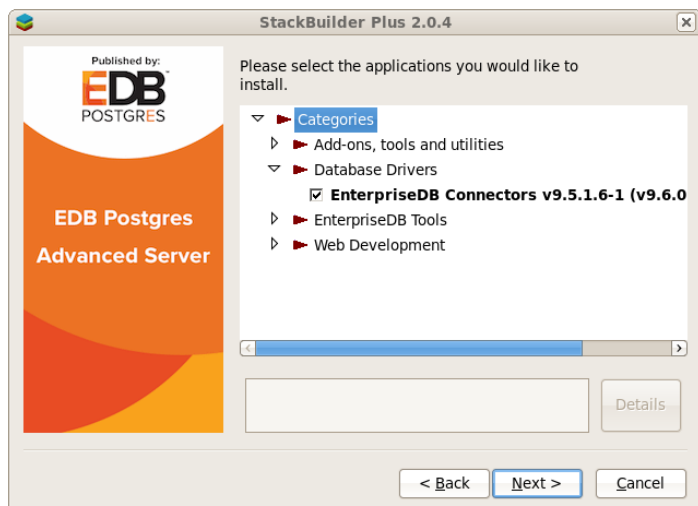 StackBuilder Plus 2.0.4
Published by:
EDB
POSTGRES
EDB Postgres
Advanced Server
Please select the applications you would like to
install.
Categories
Add-ons, tools and utilities
Database Drivers
EnterpriseDB Connectors v9.5.1.6-1 (v9.6.0
EnterpriseDB Tools
Web Development
Details
< Back
Next >
Cancel